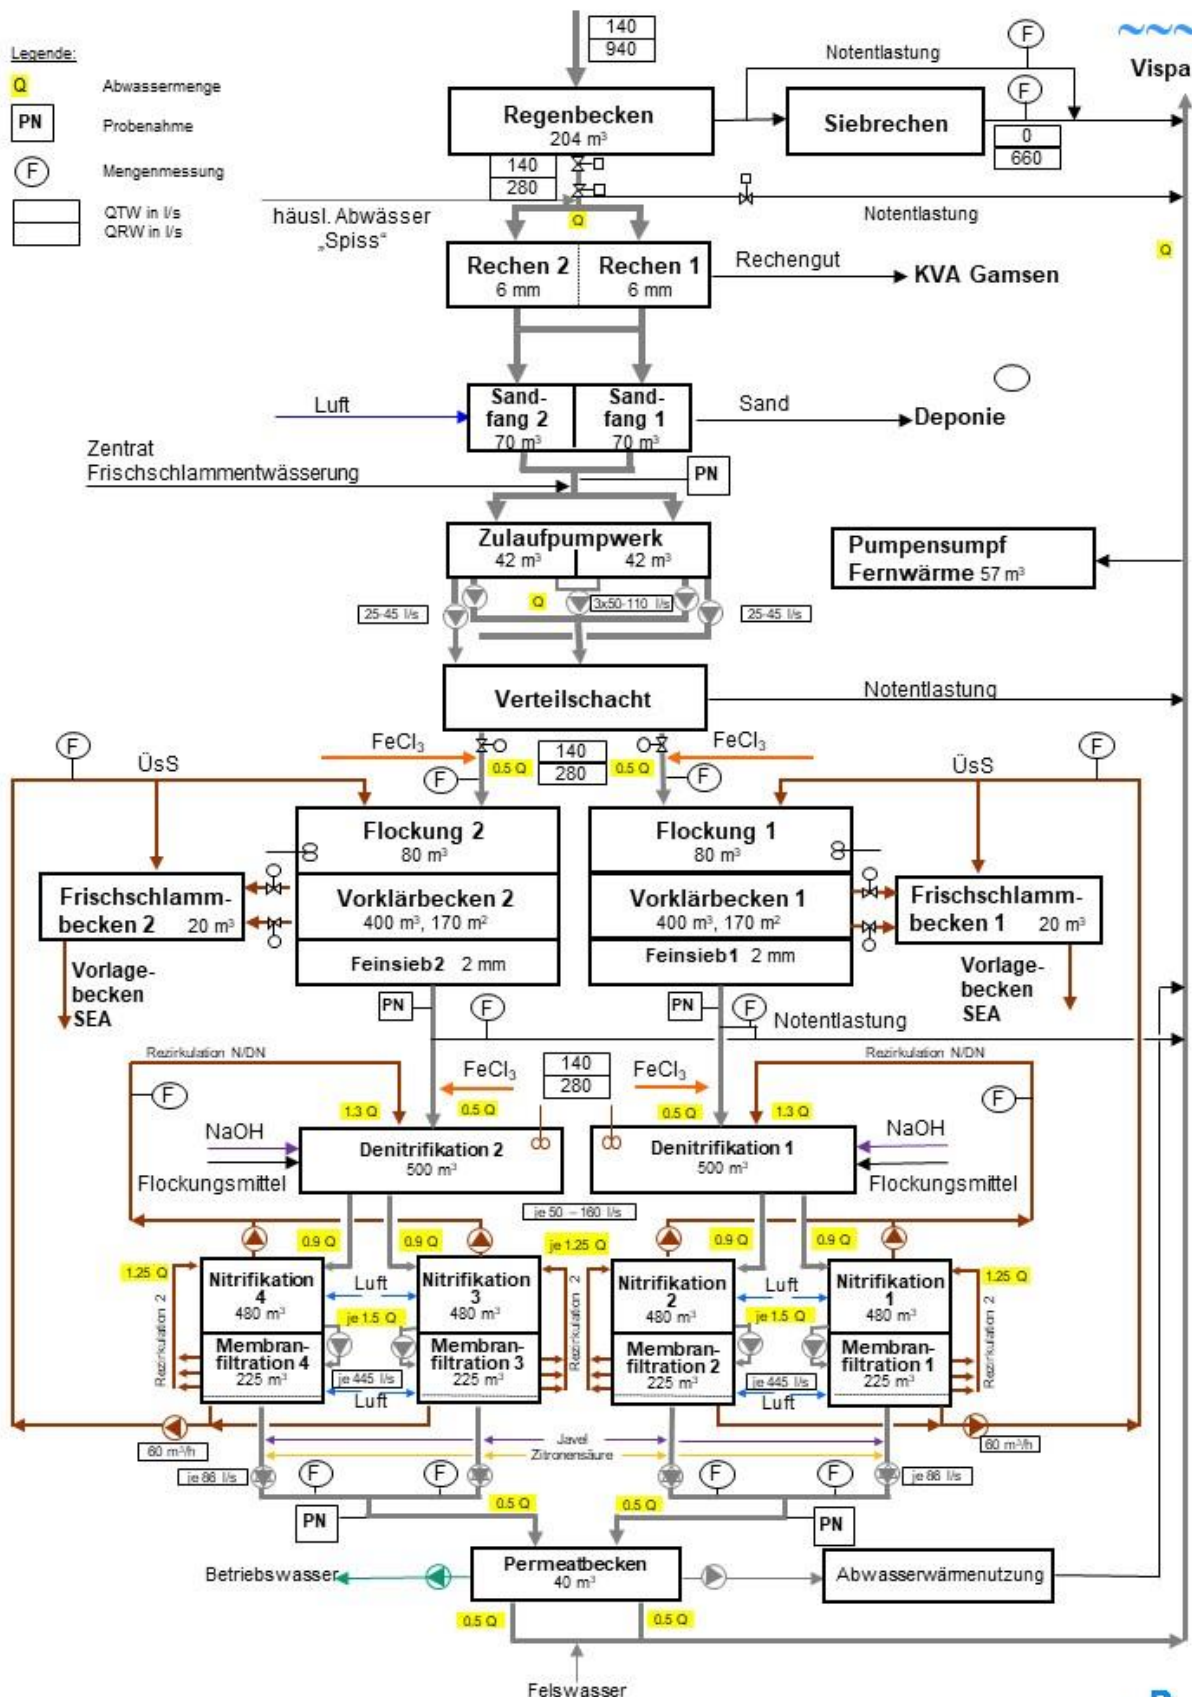 140
940
Legende:
Q Abwassermenge
PN Probenahme
F Mengenmessung
QTW in l/s
QRW in l/s
Notentlastung
F
F
Vispa
Regenbecken
204 m³
Siebrechen
0
660
140
280
häusl. Abwässer
„Spiss“
Q
Notentlastung
Q
Rechen 2
6 mm
Rechen 1
6 mm
Rechengut
KVA Gamsen
Luft
Sand-
fang 2
70 m³
Sand-
fang 1
70 m³
Sand
Deponie
Zentrat
Frischschlammentwässerung
PN
Zulaufpumpwerk
42 m³ 42 m³
Pumpensumpf
Fernwärme 57 m³
25-45 l/s
Q
3x50-110 l/s
25-45 l/s
Verteilschacht
Notentlastung
F
ÜsS
FeCl₃
F
0.5 Q
140
280
0.5 Q
F
FeCl₃
ÜsS
F
Flockung 2
80 m³
Flockung 1
80 m³
Frischschlamm-
becken 2 20 m³
Vorklärbecken 2
400 m³, 170 m²
Vorklärbecken 1
400 m³, 170 m²
Frischschlamm-
becken 1 20 m³
Feinsieb2 2 mm
Feinsieb1 2 mm
Vorlage-
becken
SEA
Vorlage-
becken
SEA
PN
F
PN
F
Notentlastung
Rezirkulation N/DN
Rezirkulation N/DN
F
FeCl₃
140
280
FeCl₃
F
1.3 Q
0.5 Q
0.5 Q
1.3 Q
NaOH
Flockungsmittel
Denitrifikation 2
500 m³
Denitrifikation 1
500 m³
NaOH
Flockungsmittel
je 50 – 160 l/s
0.9 Q
0.9 Q
je 1.25 Q
0.9 Q
0.9 Q
1.25 Q
1.25 Q
Rezirkulation 2
Nitrifikation
4
480 m³
Luft
Nitrifikation
3
480 m³
Rezirkulation 2
Nitrifikation
2
480 m³
Luft
Nitrifikation
1
480 m³
Rezirkulation 2
je 1.5 Q
je 1.5 Q
Membran-
filtration 4
225 m³
Membran-
filtration 3
225 m³
Membran-
filtration 2
225 m³
Membran-
filtration 1
225 m³
je 445 l/s
Luft
je 445 l/s
Luft
60 m³/h
60 m³/h
Javel
Zitronensäure
je 86 l/s
F
F
F
F
je 86 l/s
PN
0.5 Q
0.5 Q
PN
Betriebswasser
Permeatbecken
40 m³
Abwasserwärmenutzung
0.5 Q
0.5 Q
Felswasser